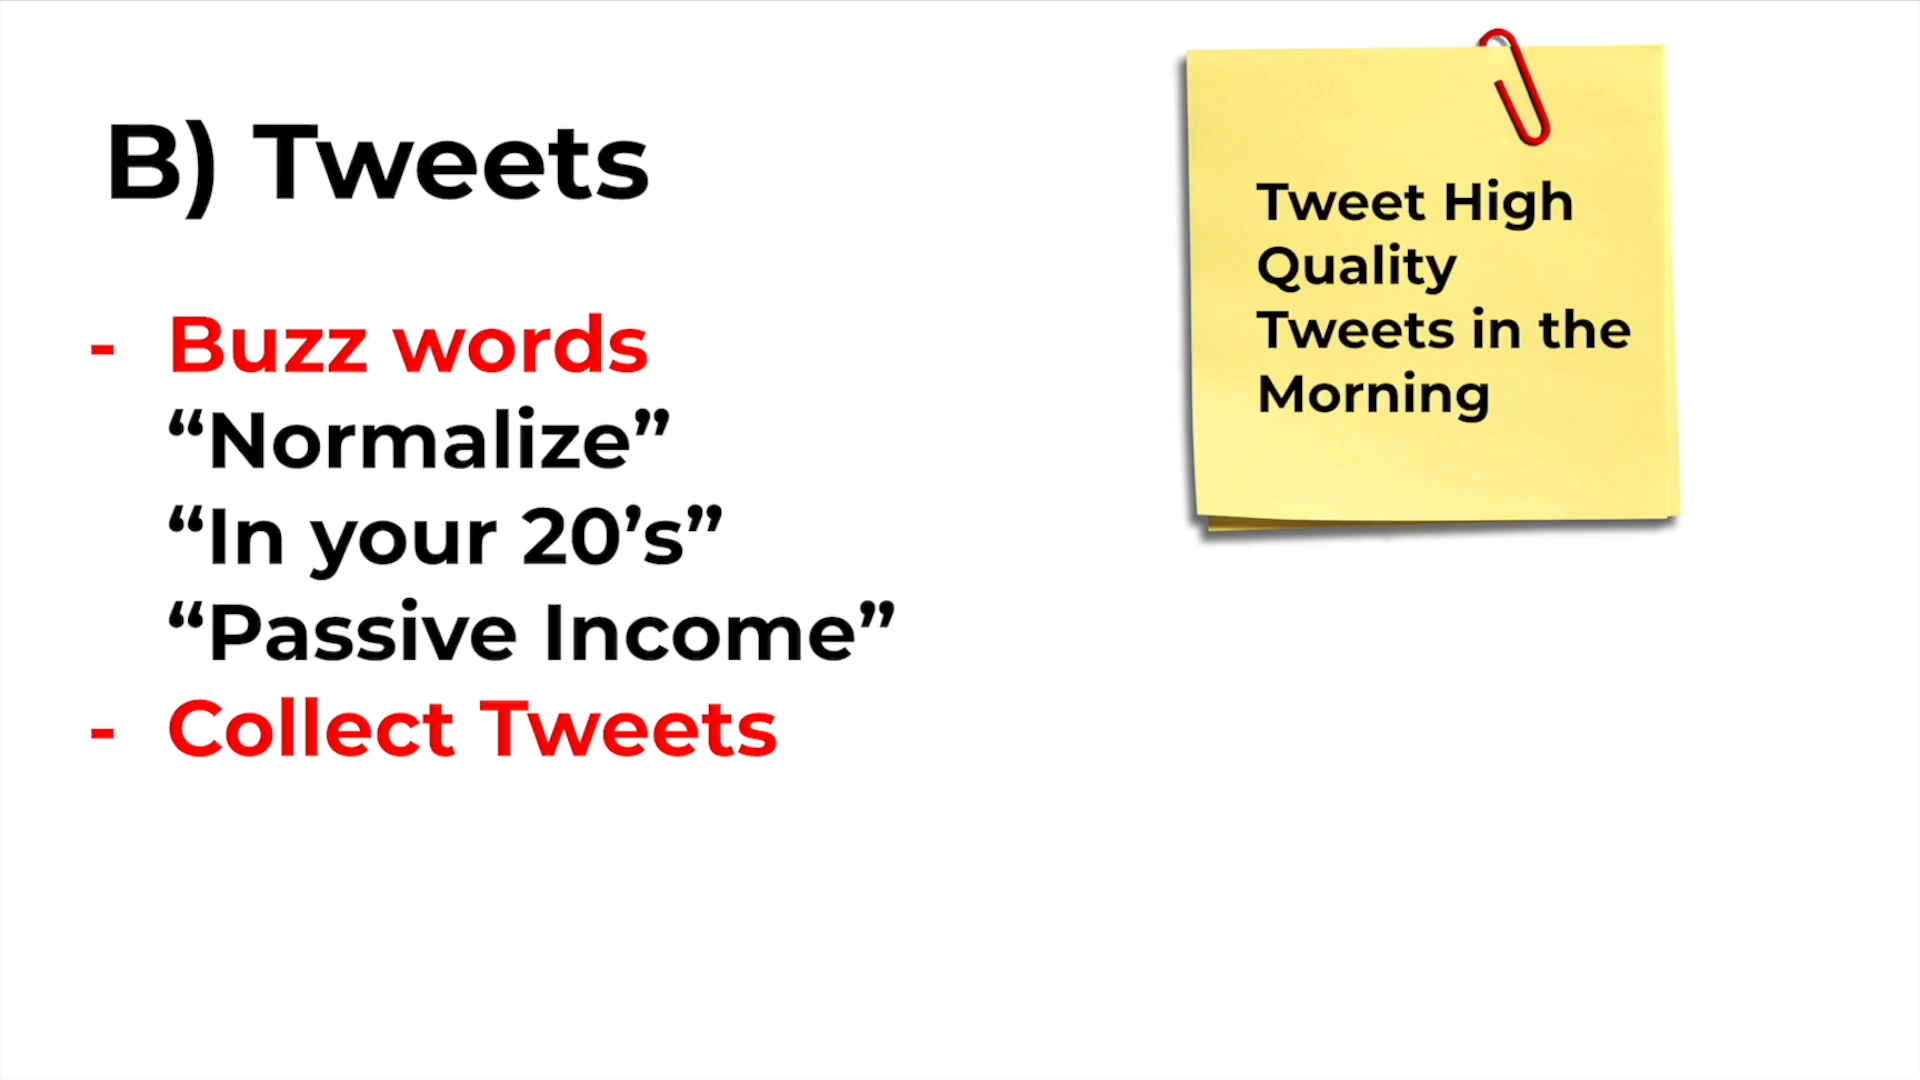 B) Tweets
- Buzz words
“Normalize”
“In your 20’s”
“Passive Income”
- Collect Tweets
Tweet High
Quality
Tweets in the
Morning